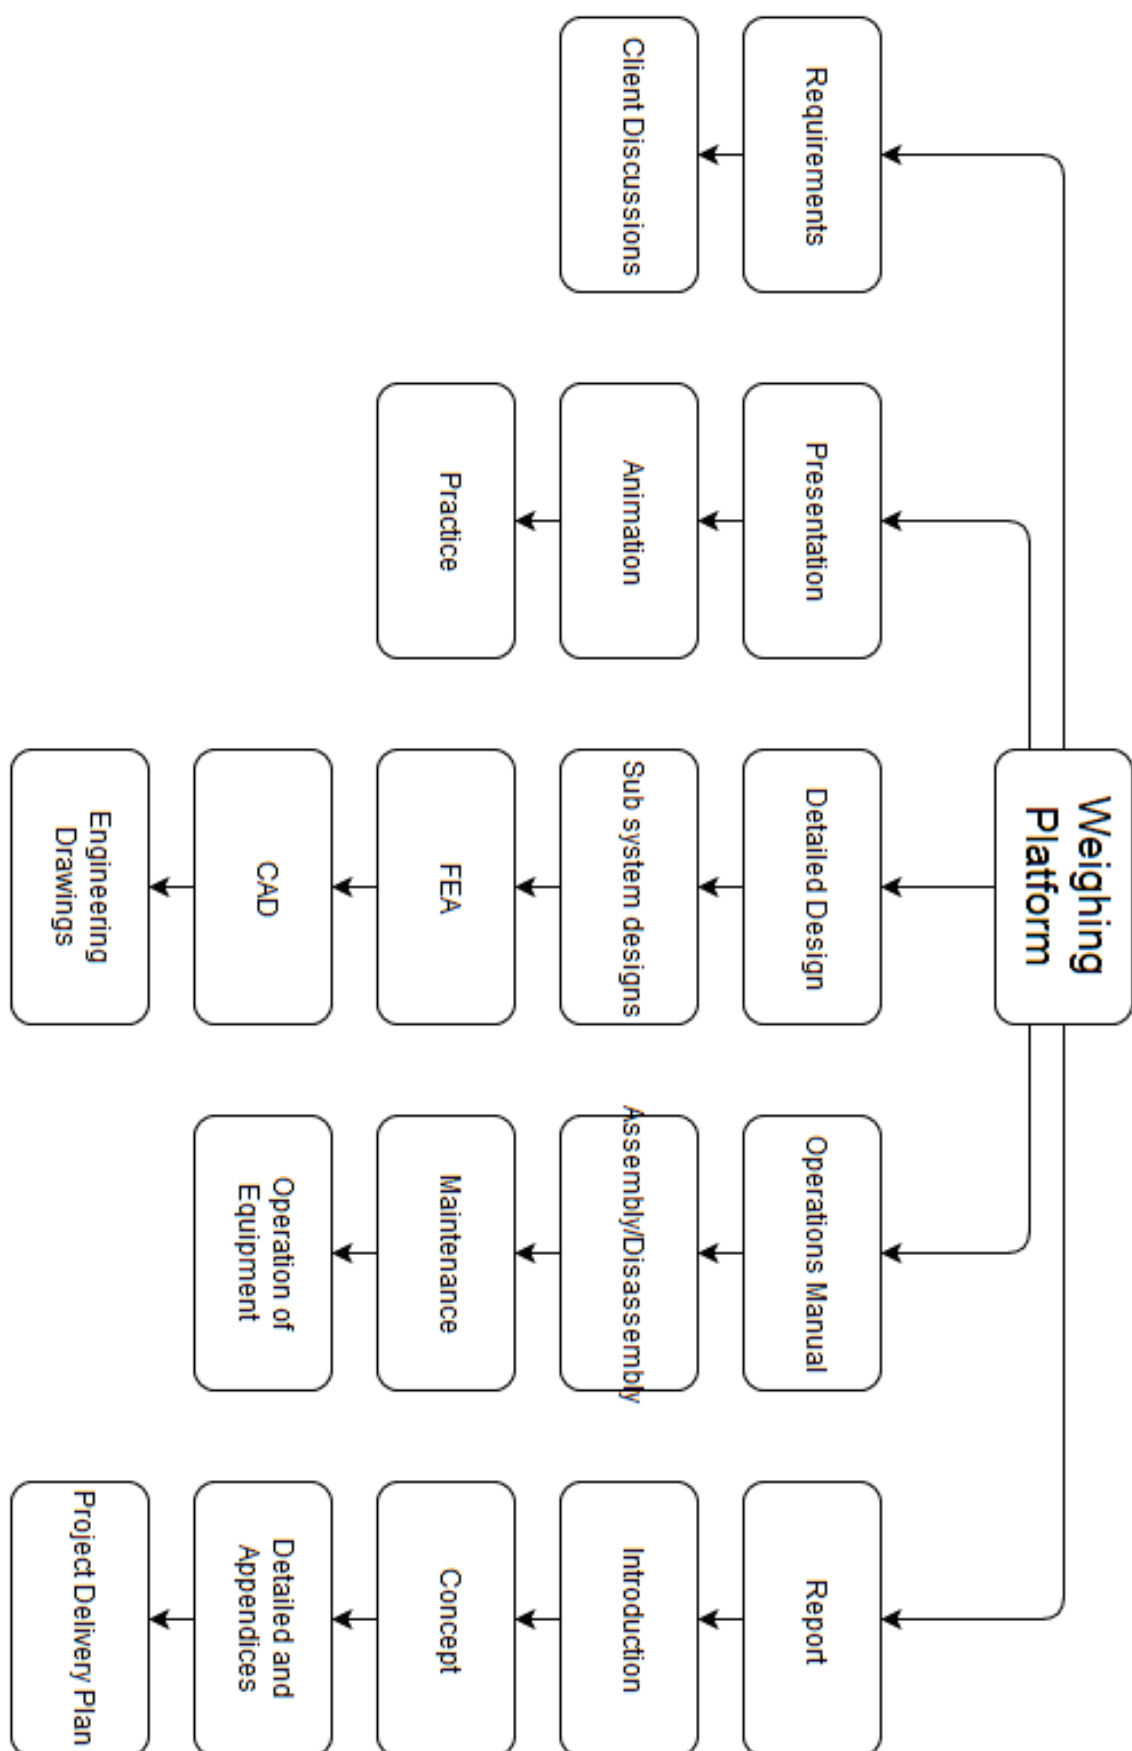 Weighing
Platform
Requirements
Client Discussions
Presentation
Animation
Practice
Detailed Design
Sub system designs
FEA
CAD
Engineering
Drawings
Operations Manual
Assembly/Disassembly
Maintenance
Operation of
Equipment
Report
Introduction
Concept
Detailed and
Appendices
Project Delivery Plan